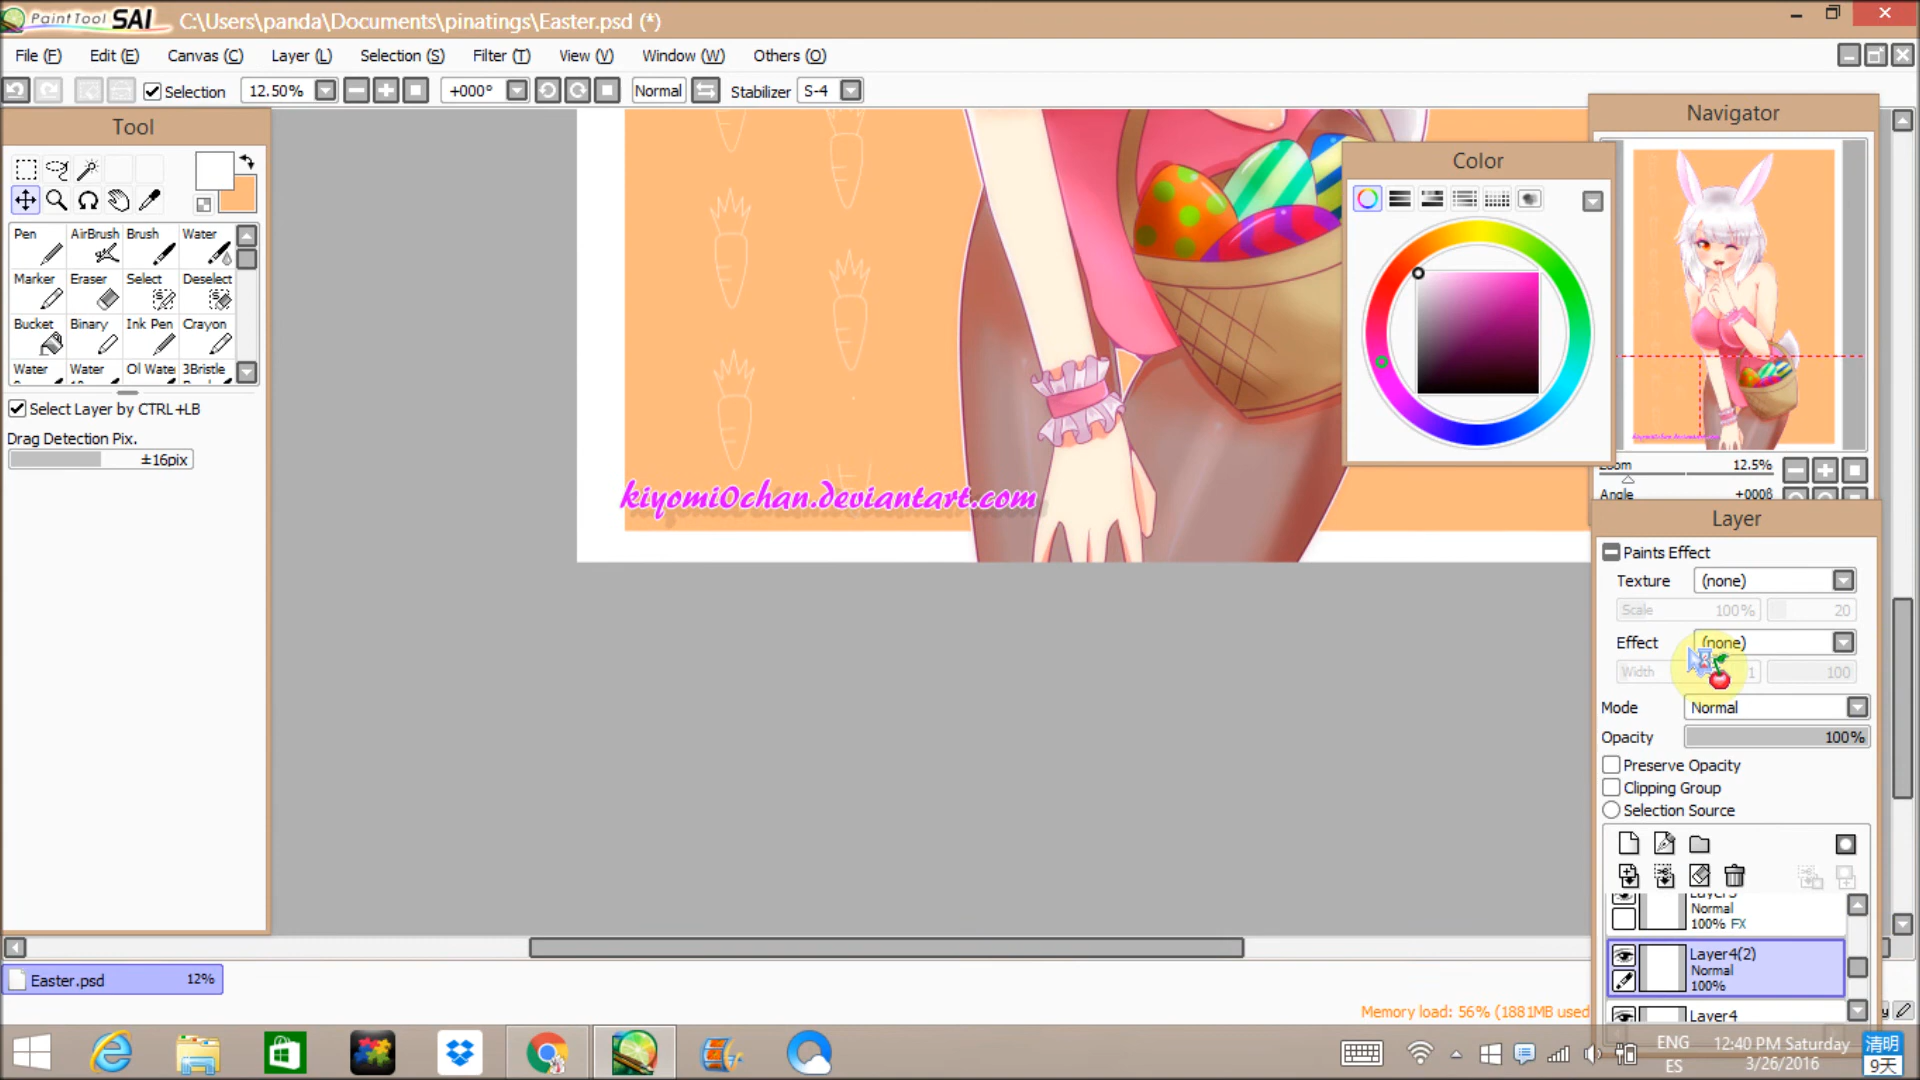 PaintTool SAI C:\Users\panda\Documents\pinatings\Easter.psd (*)
File (F) Edit (E) Canvas (C) Layer (L) Selection (S) Filter (T) View (V) Window (W) Others (O)
Selection 12.50% +000° Normal Stabilizer S-4
Tool
Pen AirBrush Brush Water
Marker Eraser Select Deselect
Bucket Binary Ink Pen Crayon
Water Water Ol Water 3Bristle
Select Layer by CTRL+LB
Drag Detection Pix.
±16pix
kiyomi0chan.deviantart.com
Color
Navigator
Zoom 12.5%
Angle +000°
Layer
Paints Effect
Texture (none)
Scale 100% 20
Effect (none)
Width 1 100
Mode Normal
Opacity 100%
Preserve Opacity
Clipping Group
Selection Source
Normal
100% FX
Layer4(2)
Normal
100%
Layer4
Easter.psd 12%
Memory load: 56% (1881MB used
ENG
ES
12:40 PM Saturday
3/26/2016
清明
9天